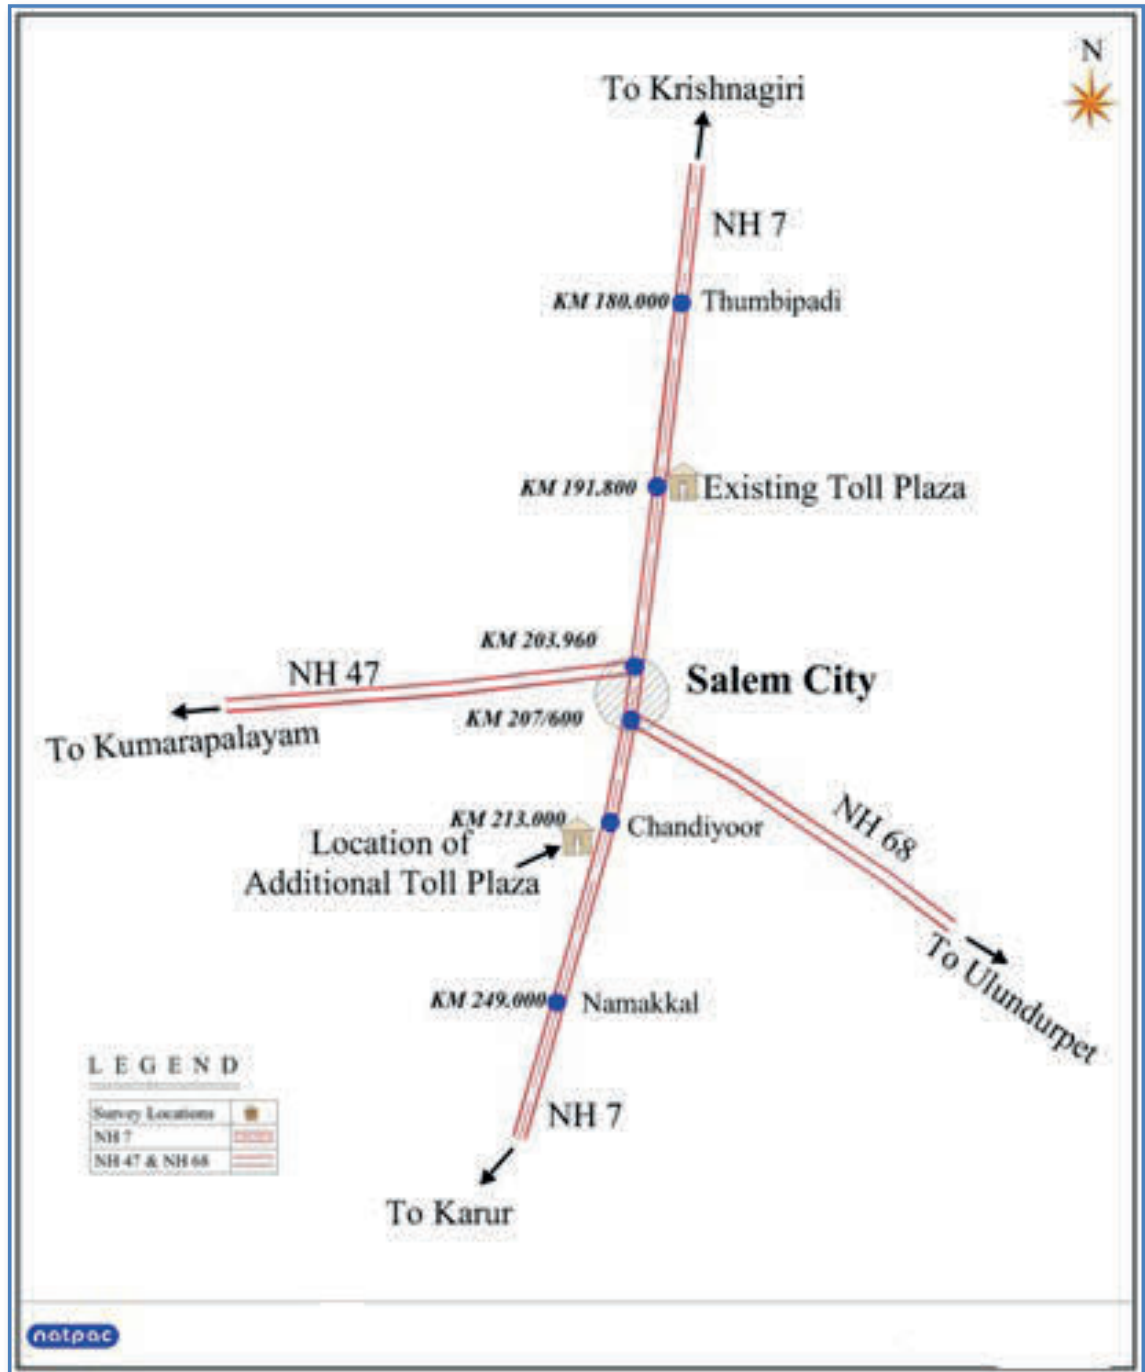 N
To Krishnagiri
NH 7
KM 180.000 Thumbipadi
KM 191.800 Existing Toll Plaza
KM 203.960
NH 47
Salem City
KM 207/600
To Kumarapalayam
KM 213.000 Chandiyoor
Location of
Additional Toll Plaza
NH 68
To Ulundurpet
KM 249.000 Namakkal
LEGEND
Survey Locations
NH 7
NH 47 & NH 68
NH 7
To Karur
natpac